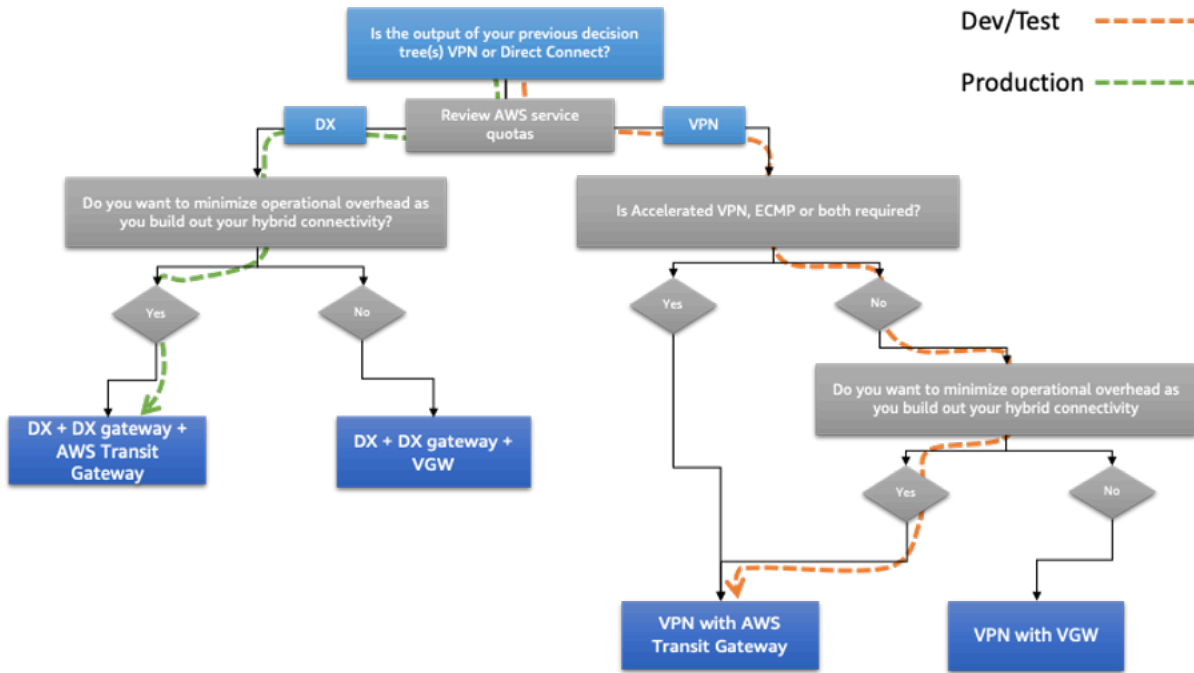 Is the output of your previous decision
tree(s) VPN or Direct Connect?
Dev/Test
Production
DX
Review AWS service
quotas
VPN
Do you want to minimize operational overhead as
you build out your hybrid connectivity?
Is Accelerated VPN, ECMP or both required?
Yes
No
Yes
No
Do you want to minimize operational overhead as
you build out your hybrid connectivity
DX + DX gateway +
AWS Transit
Gateway
DX + DX gateway +
VGW
Yes
No
VPN with AWS
Transit Gateway
VPN with VGW